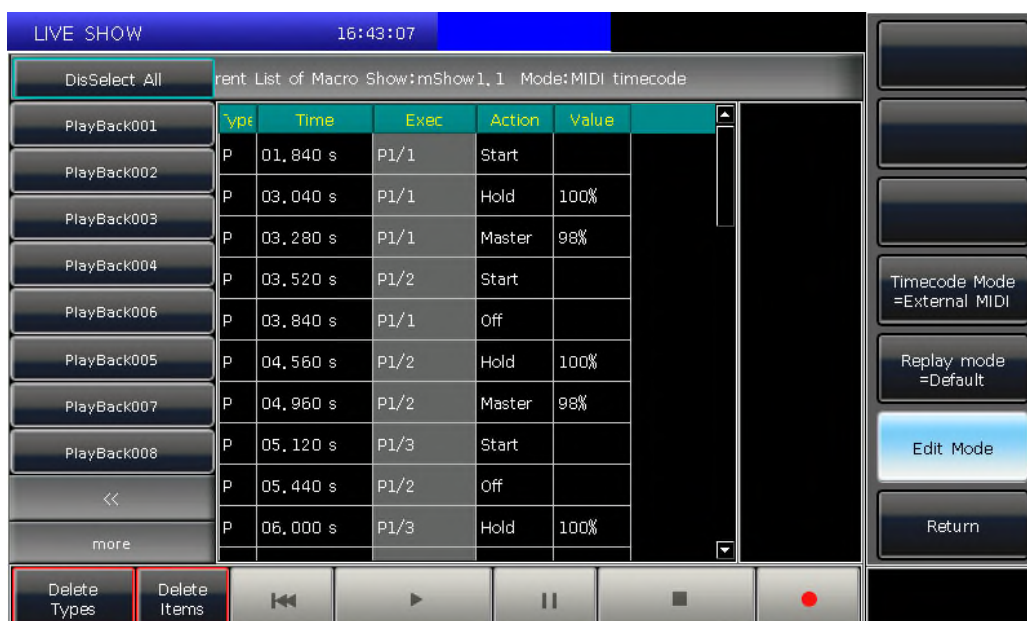 LIVE SHOW 16:43:07
DisSelect All rent List of Macro Show:mShow1.1 Mode:MIDI timecode
PlayBack001
PlayBack002
PlayBack003
PlayBack004
PlayBack006
PlayBack005
PlayBack007
PlayBack008
<<
more
Type Time Exec Action Value
P 01.840 s P1/1 Start
P 03.040 s P1/1 Hold 100%
P 03.280 s P1/1 Master 98%
P 03.520 s P1/2 Start
P 03.840 s P1/1 Off
P 04.560 s P1/2 Hold 100%
P 04.960 s P1/2 Master 98%
P 05.120 s P1/3 Start
P 05.440 s P1/2 Off
P 06.000 s P1/3 Hold 100%
Timecode Mode
=External MIDI
Replay mode
=Default
Edit Mode
Return
Delete
Types
Delete
Items